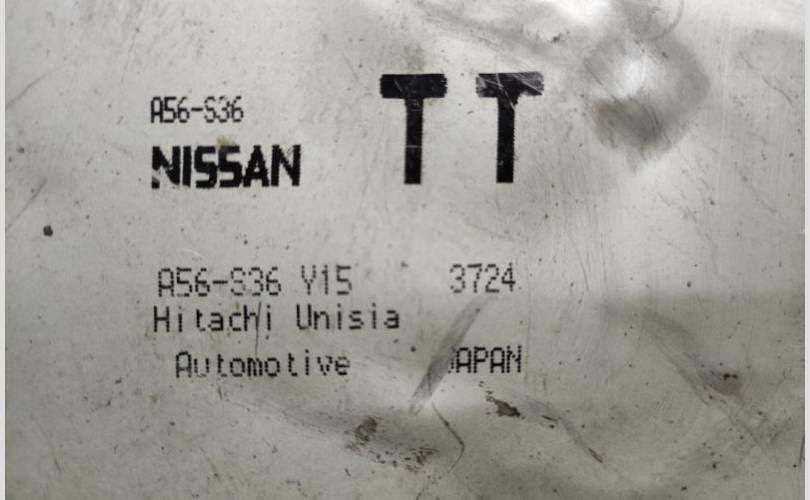 A56-S36 TT
NISSAN
A56-S36 Y15 3724
Hitachi Unisia
Automotive JAPAN